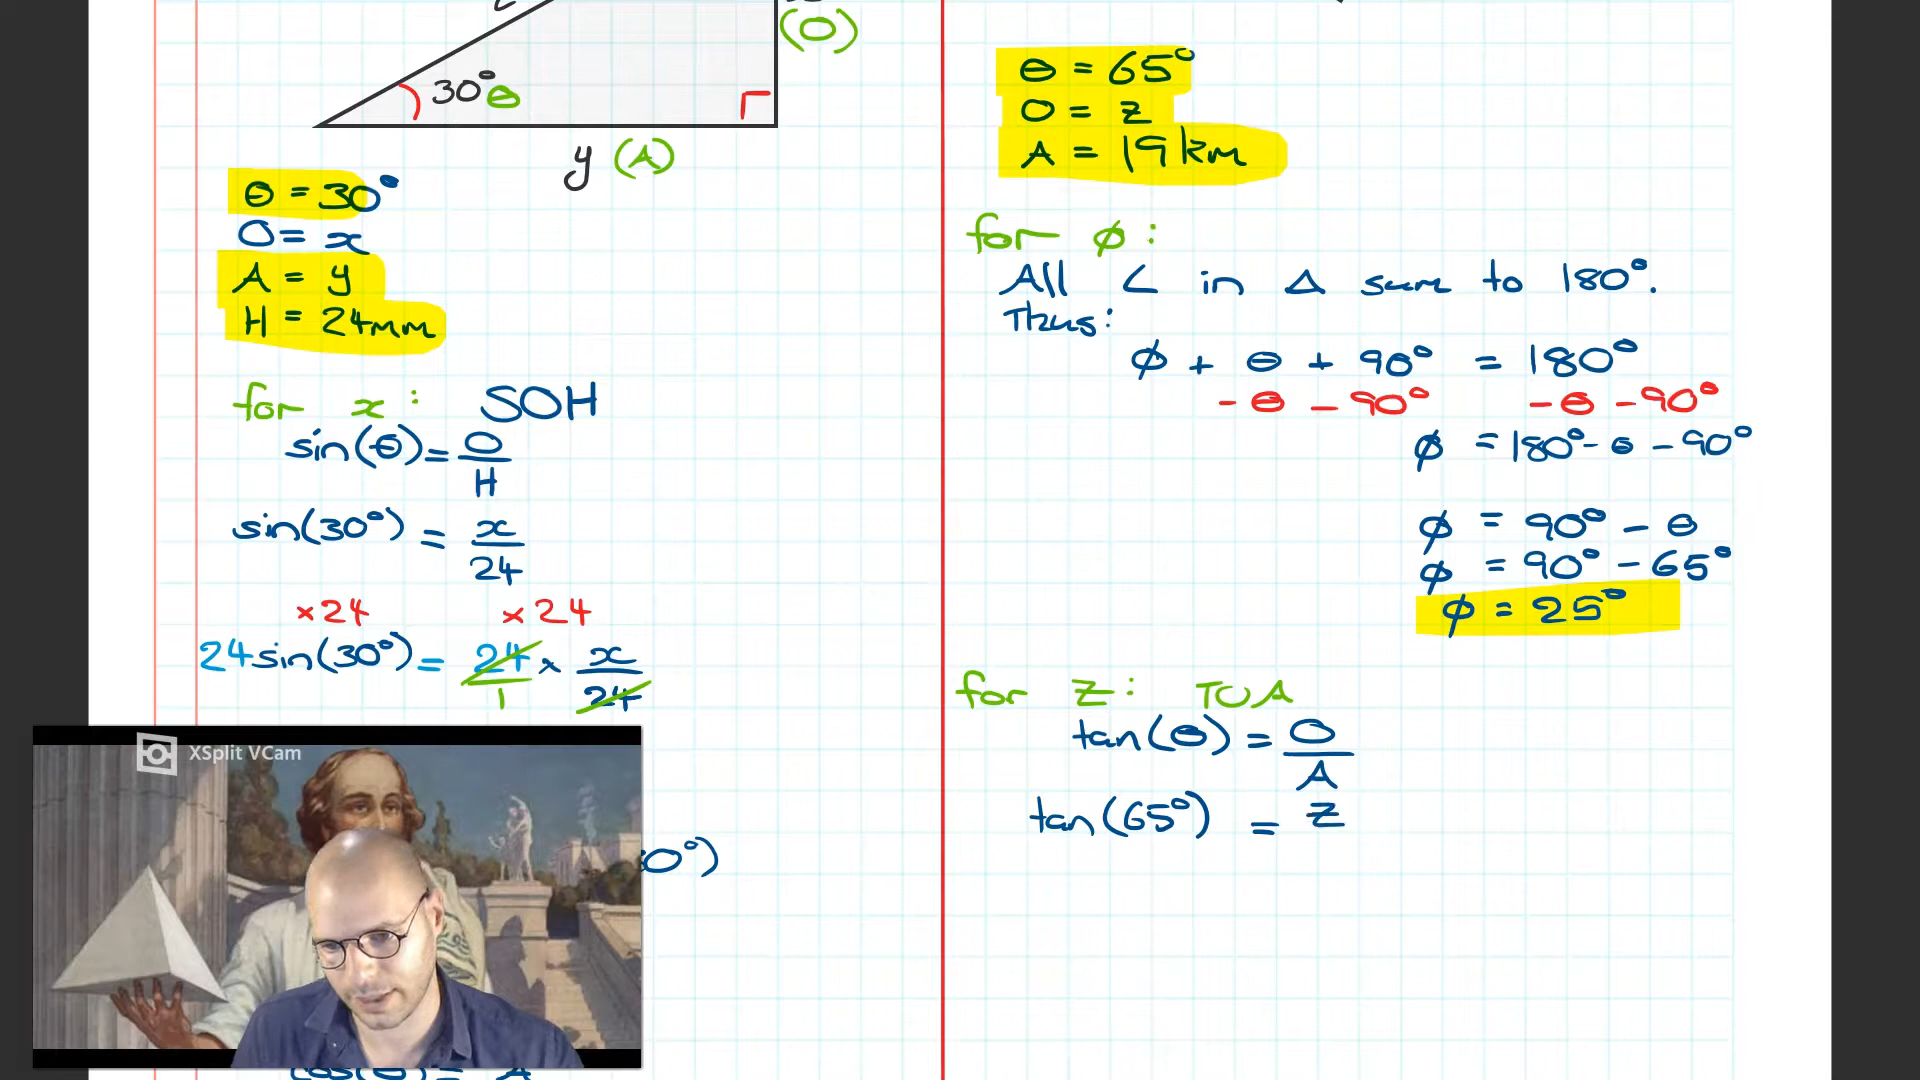 (O)
30° θ
y (A)
θ = 30°
O = x
A = y
H = 24mm
for x: SOH
sin(θ) = O
H
sin(30°) = x
24
×24 ×24
24sin(30°) = 24 × x
1 24
XSplit VCam
0°)
cos(θ) = A
θ = 65°
O = z
A = 19km
for ϕ:
All ∠ in Δ sum to 180°.
Thus:
ϕ + θ + 90° = 180°
- θ - 90° - θ - 90°
ϕ = 180° - θ - 90°
ϕ = 90° - θ
ϕ = 90° - 65°
ϕ = 25°
for z: TOA
tan(θ) = O
A
tan(65°) = z